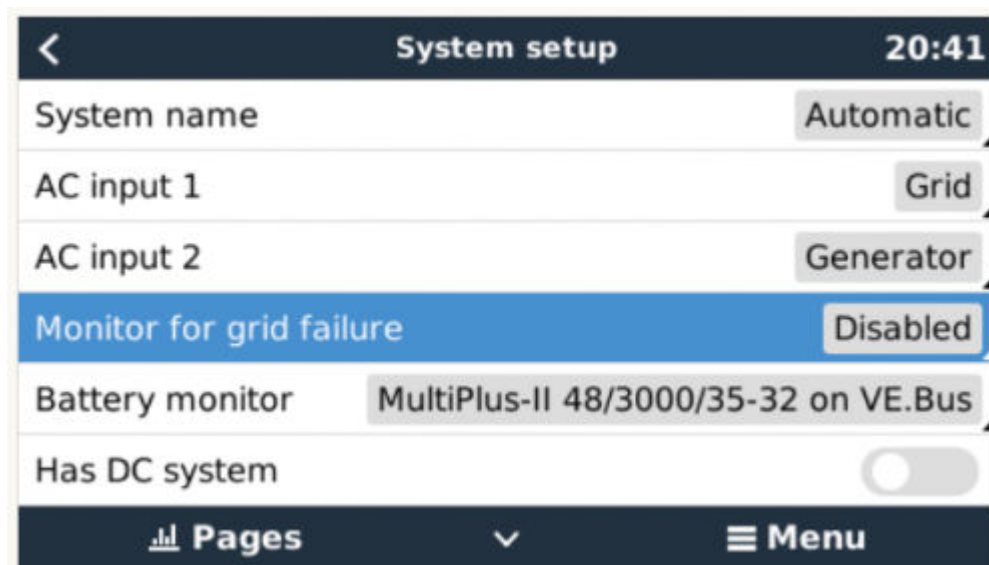 System setup 20:41
System name Automatic
AC input 1 Grid
AC input 2 Generator
Monitor for grid failure Disabled
Battery monitor MultiPlus-II 48/3000/35-32 on VE.Bus
Has DC system
Pages Menu